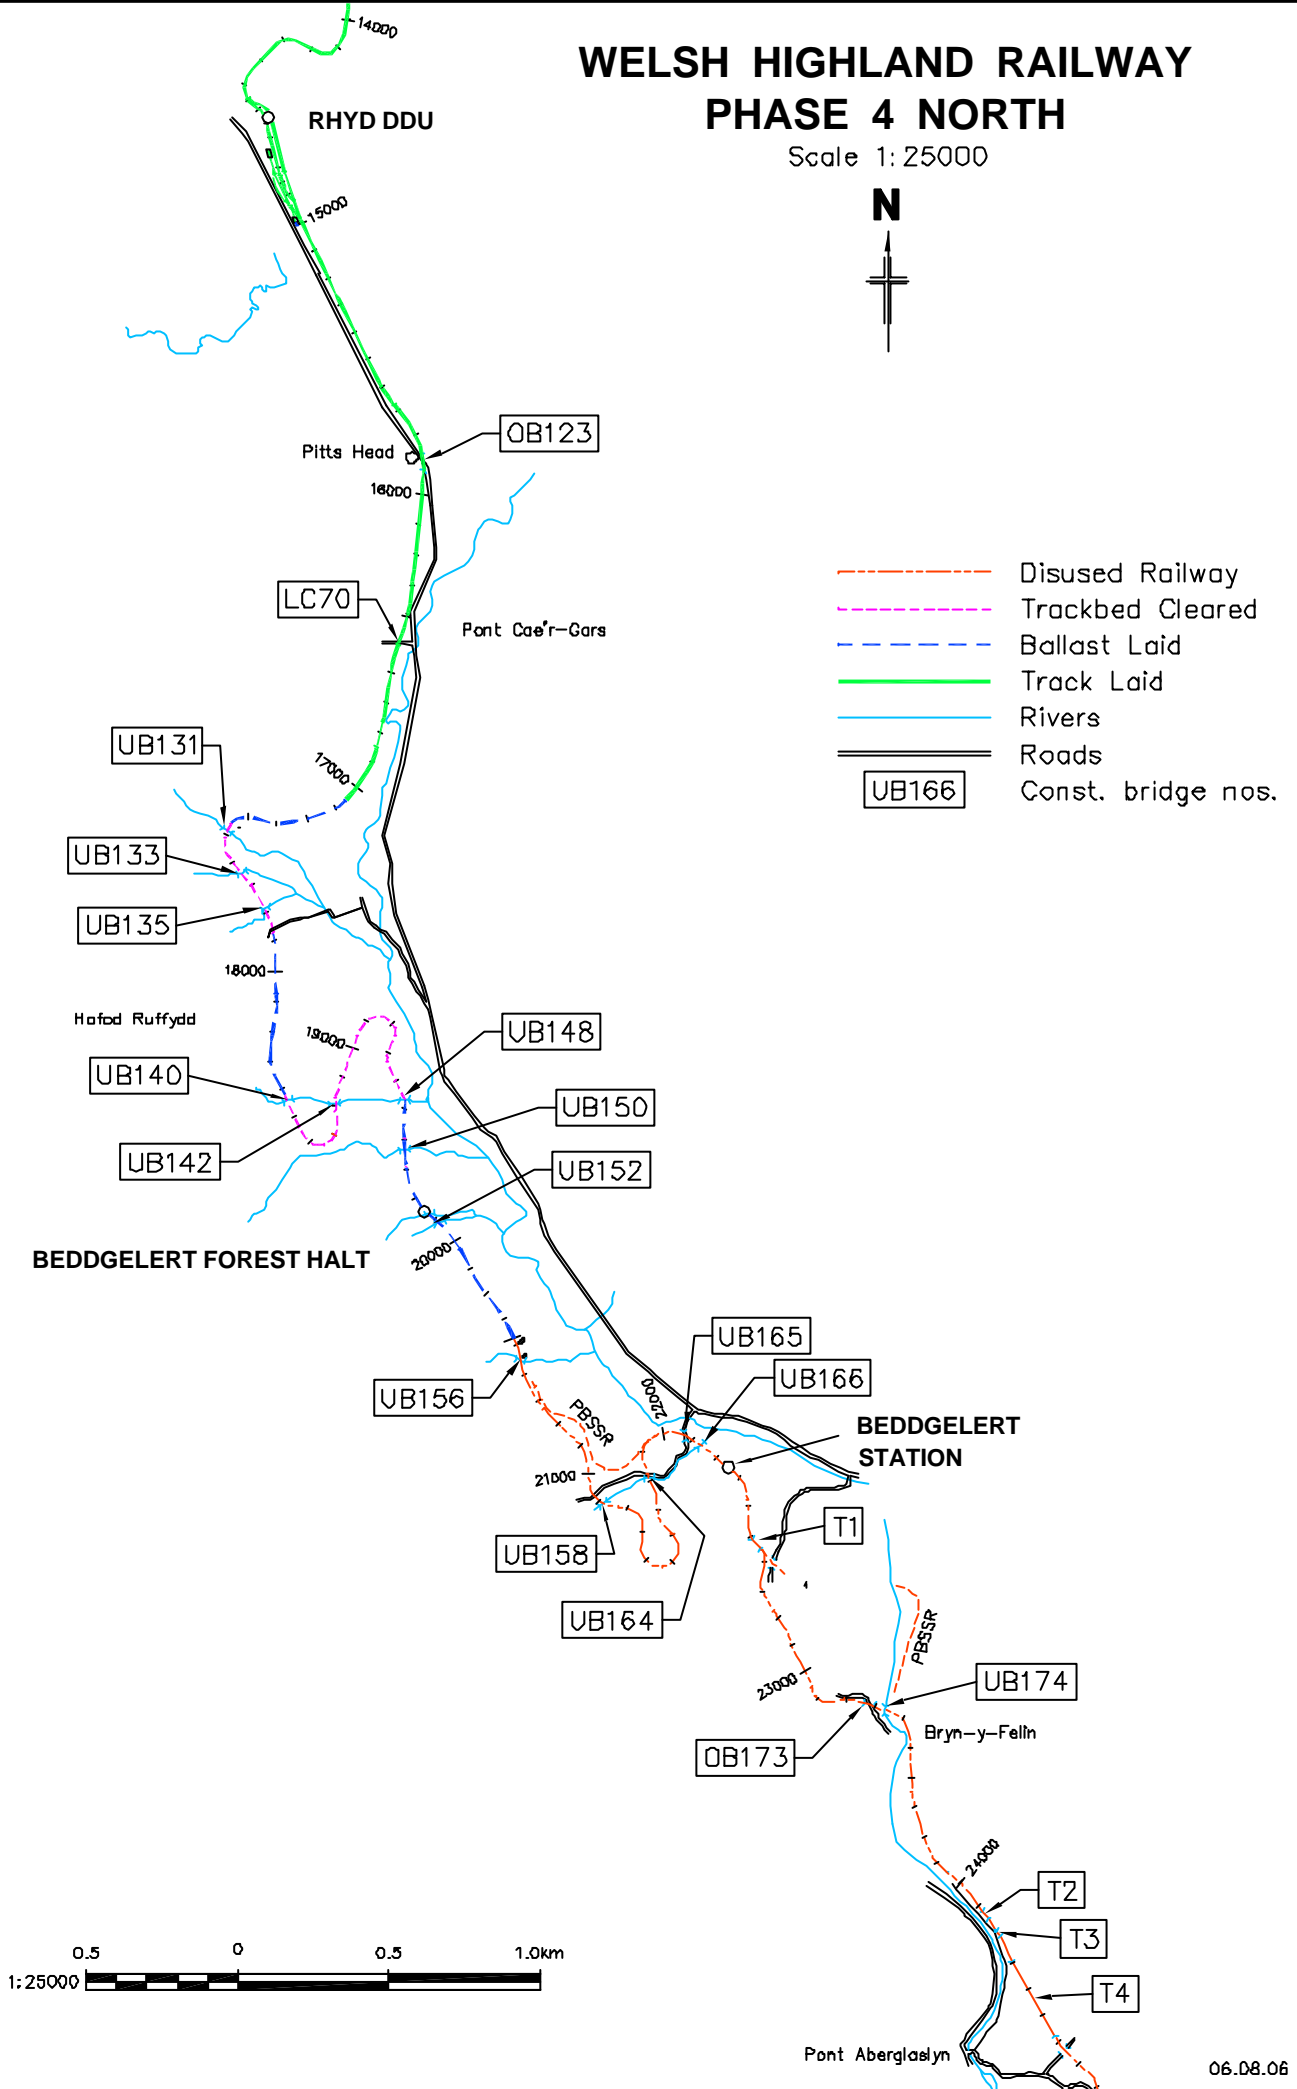 WELSH HIGHLAND RAILWAY
PHASE 4 NORTH
Scale 1:25000
N
14000
RHYD DDU
15000
Pitts Head
OB123
16000
LC70
Pont Cae'r-Gars
Disused Railway
Trackbed Cleared
Ballast Laid
Track Laid
Rivers
Roads
UB166
Const. bridge nos.
UB131
17000
UB133
UB135
18000
Hafod Ruffydd
19000
UB148
UB140
UB150
UB142
UB152
20000
BEDDGELERT FOREST HALT
UB165
UB156
22000
UB166
PBSSR
BEDDGELERT
STATION
21000
T1
UB158
UB164
PBSSR
23000
UB174
Bryn-y-Felin
OB173
24000
T2
T3
T4
0.5 0 0.5 1.0km
1:25000
Pont Aberglaslyn
06.08.06